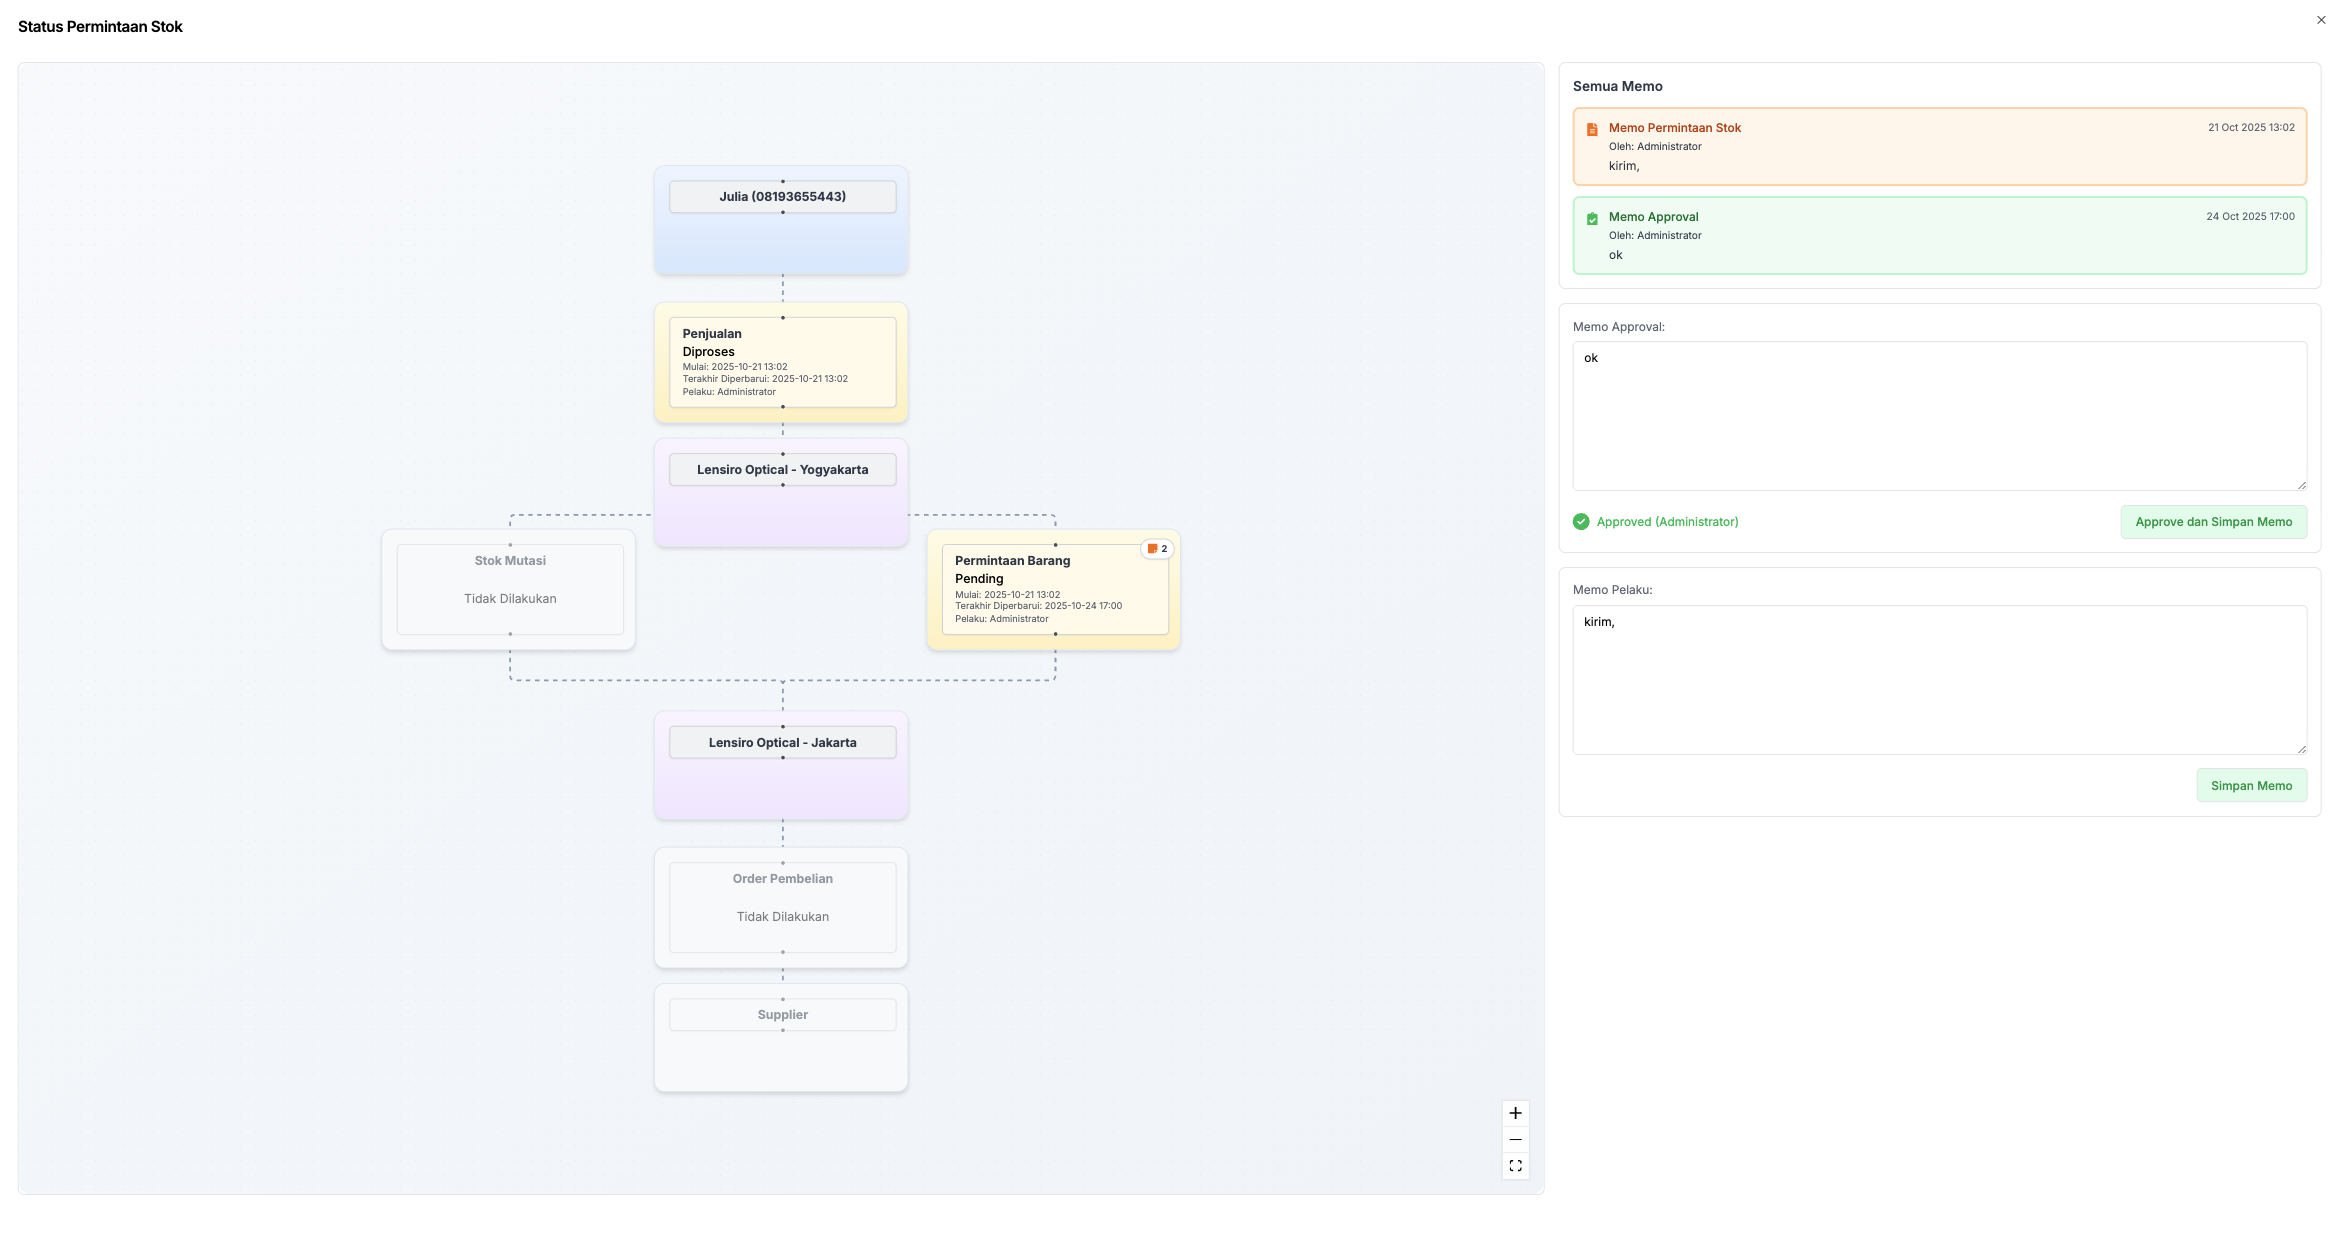 Status Permintaan Stok
Julia (08193655443)
Penjualan
Diproses
Mulai: 2025-10-21 13:02
Terakhir Diperbarui: 2025-10-21 13:02
Pelaku: Administrator
Lensiro Optical - Yogyakarta
Stok Mutasi
Tidak Dilakukan
2
Permintaan Barang
Pending
Mulai: 2025-10-21 13:02
Terakhir Diperbarui: 2025-10-24 17:00
Pelaku: Administrator
Lensiro Optical - Jakarta
Order Pembelian
Tidak Dilakukan
Supplier
Semua Memo
Memo Permintaan Stok 21 Oct 2025 13:02
Oleh: Administrator
kirim,
Memo Approval 24 Oct 2025 17:00
Oleh: Administrator
ok
Memo Approval:
ok
Approved (Administrator) Approve dan Simpan Memo
Memo Pelaku:
kirim,
Simpan Memo